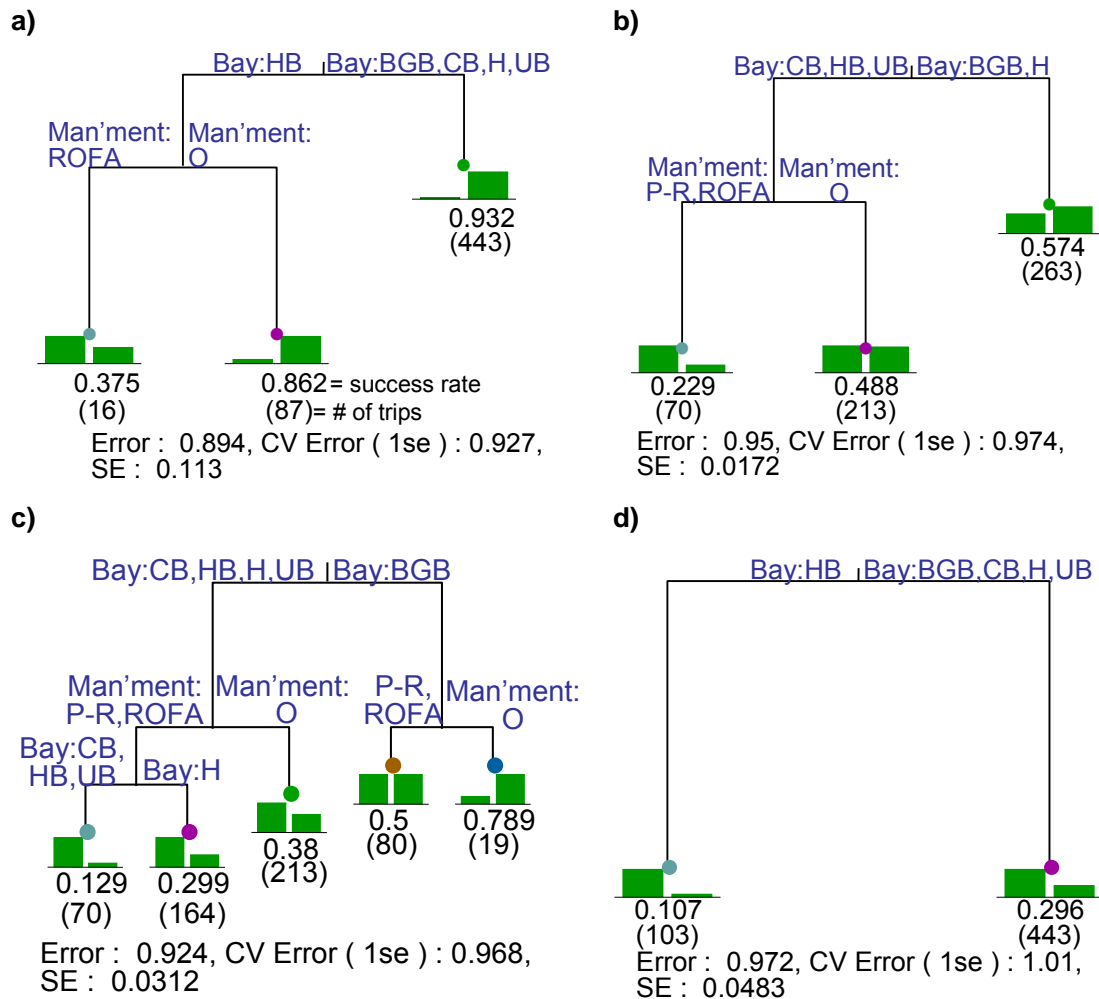 a)
Bay:HB Bay:BGB,CB,H,UB
Man'ment: Man'ment:
ROFA O
0.932
(443)
0.375 0.862 = success rate
(16) (87) = # of trips
Error : 0.894, CV Error ( 1se ) : 0.927,
SE : 0.113
b)
Bay:CB,HB,UB Bay:BGB,H
Man'ment: Man'ment:
P-R,ROFA O
0.574
(263)
0.229 0.488
(70) (213)
Error : 0.95, CV Error ( 1se ) : 0.974,
SE : 0.0172
c)
Bay:CB,HB,H,UB Bay:BGB
Man'ment: Man'ment: P-R, Man'ment:
P-R,ROFA O ROFA O
Bay:CB,
HB,UB Bay:H
0.129 0.299 0.38 0.5 0.789
(70) (164) (213) (80) (19)
Error : 0.924, CV Error ( 1se ) : 0.968,
SE : 0.0312
d)
Bay:HB Bay:BGB,CB,H,UB
0.107 0.296
(103) (443)
Error : 0.972, CV Error ( 1se ) : 1.01,
SE : 0.0483